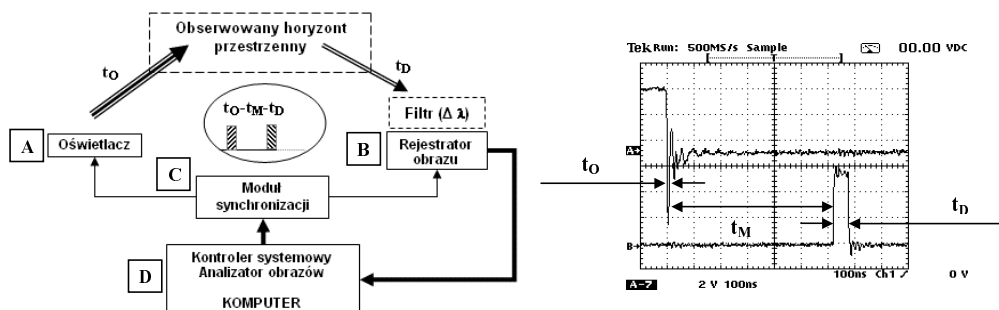 Obserwowany horyzont
przestrzenny
tO
tD
tO-tM-tD
Filtr (Δ λ)
A
Oświetlacz
B
Rejestrator
obrazu
C
Moduł
synchronizacji
D
Kontroler systemowy
Analizator obrazów
KOMPUTER
Tek Run: 500MS/s Sample
00.00 VDC
A
tO
tM
tD
B
100ns Ch1 0 V
A-7 2 V 100ns